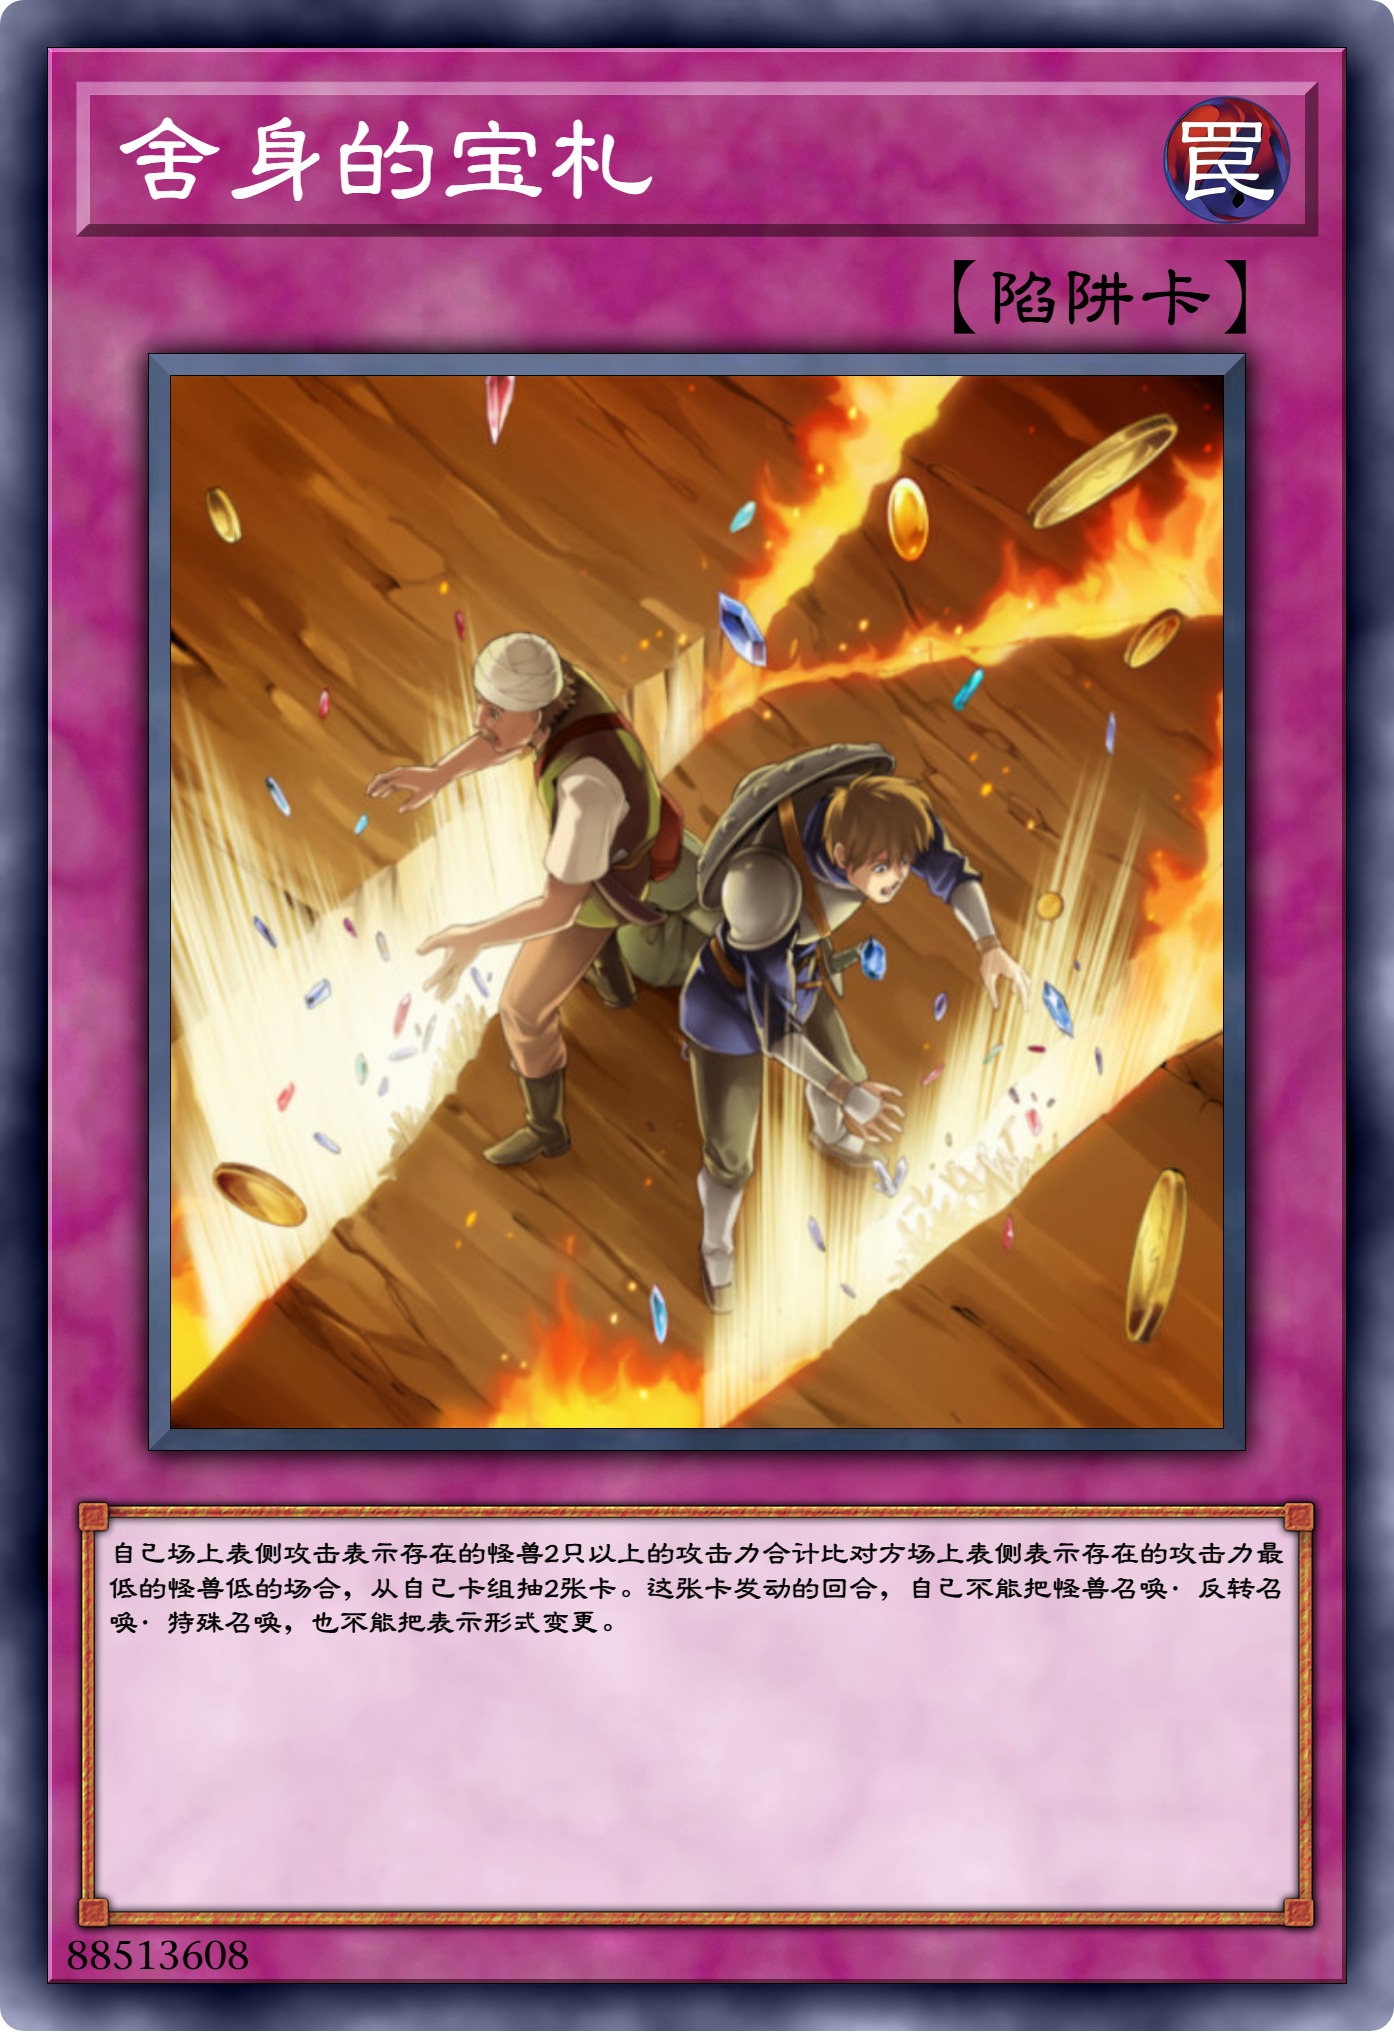 舍身的宝札
罠
【陷阱卡】
自己场上表侧攻击表示存在的怪兽2只以上的攻击力合计比对方场上表侧表示存在的攻击力最
低的怪兽低的场合，从自己卡组抽2张卡。这张卡发动的回合，自己不能把怪兽召唤·反转召
唤·特殊召唤，也不能把表示形式变更。
88513608